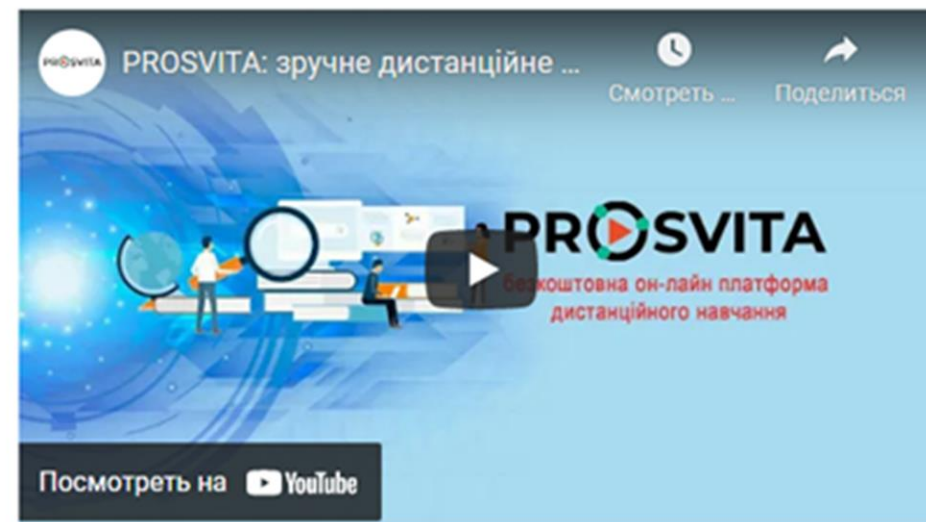 PROSVITA
PROSVITA: зручне дистанційне ...
Смотреть ...
Поделиться
PROSVITA
безкоштовна он-лайн платформа
дистанційного навчання
Посмотреть на YouTube